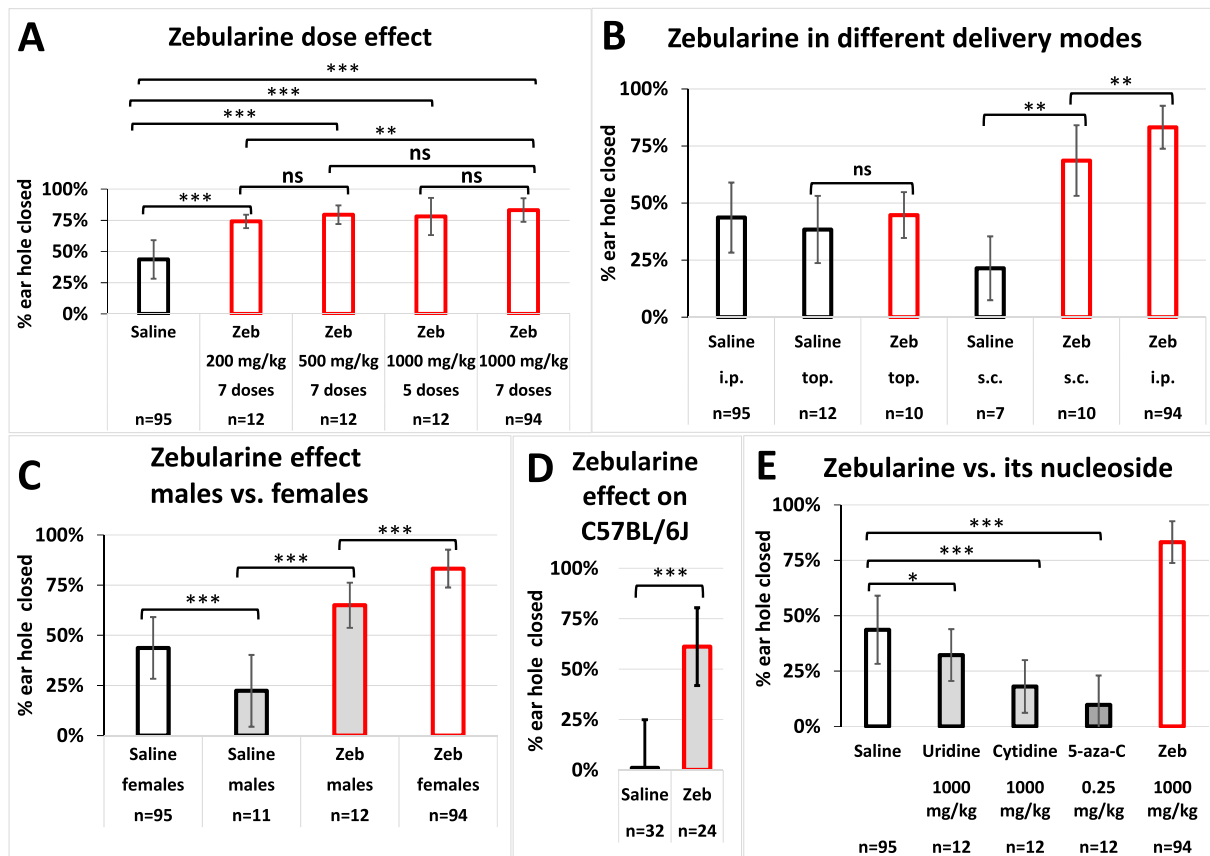 A
Zebularine dose effect
***
***
***
**
ns
***
ns
ns
% ear hole closed
100%
75%
50%
25%
0%
Saline Zeb Zeb Zeb Zeb
200 mg/kg 500 mg/kg 1000 mg/kg 1000 mg/kg
7 doses 7 doses 5 doses 7 doses
n=95 n=12 n=12 n=12 n=94
B
Zebularine in different delivery modes
**
**
ns
% ear hole closed
100%
75%
50%
25%
0%
Saline Saline Zeb Saline Zeb Zeb
i.p. top. top. s.c. s.c. i.p.
n=95 n=12 n=10 n=7 n=10 n=94
C
Zebularine effect
males vs. females
***
***
***
% ear hole closed
100%
75%
50%
25%
0%
Saline Saline Zeb Zeb
females males males females
n=95 n=11 n=12 n=94
D
Zebularine
effect on
C57BL/6J
***
% ear hole closed
100%
75%
50%
25%
0%
Saline Zeb
n=32 n=24
E
Zebularine vs. its nucleoside
***
***
*
% ear hole closed
100%
75%
50%
25%
0%
Saline Uridine Cytidine 5-aza-C Zeb
1000 1000 0.25 1000
mg/kg mg/kg mg/kg mg/kg
n=95 n=12 n=12 n=12 n=94